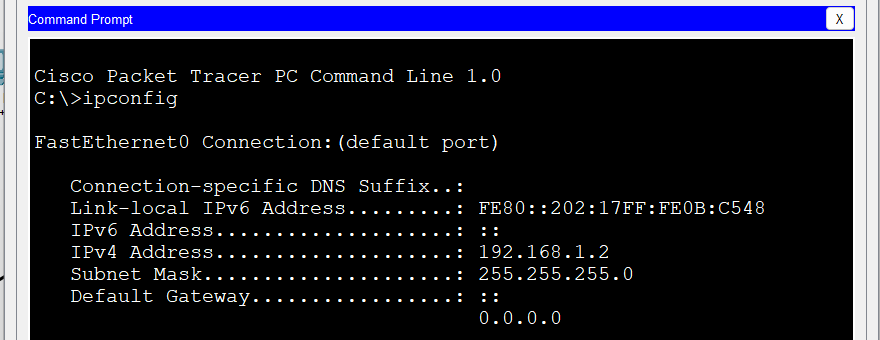 Command Prompt
X
Cisco Packet Tracer PC Command Line 1.0
C:\>ipconfig
FastEthernet0 Connection:(default port)
Connection-specific DNS Suffix..:
Link-local IPv6 Address.........: FE80::202:17FF:FE0B:C548
IPv6 Address....................: ::
IPv4 Address....................: 192.168.1.2
Subnet Mask.....................: 255.255.255.0
Default Gateway.................: ::
0.0.0.0